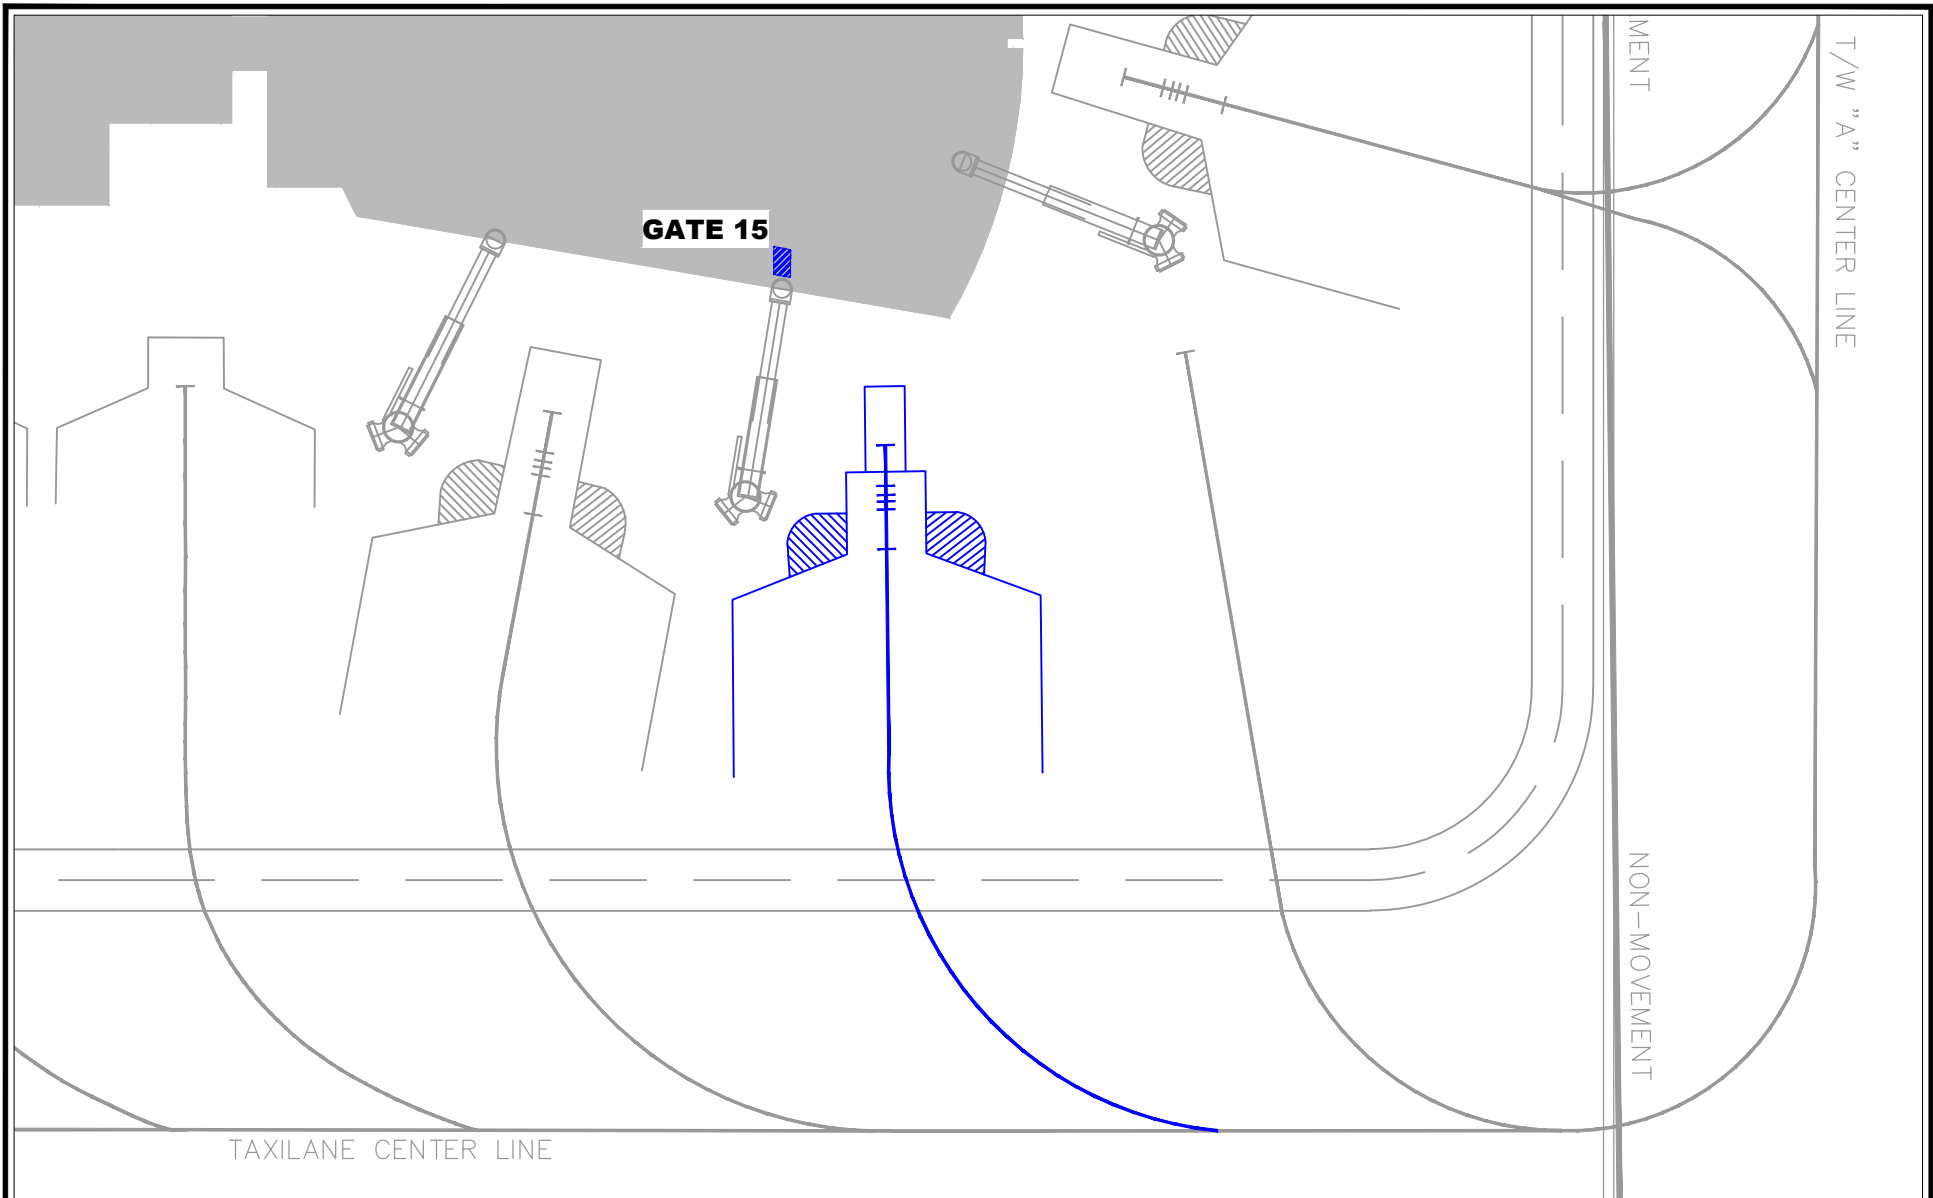 MENT
T/W "A" CENTER LINE
GATE 15
NON-MOVEMENT
TAXILANE CENTER LINE